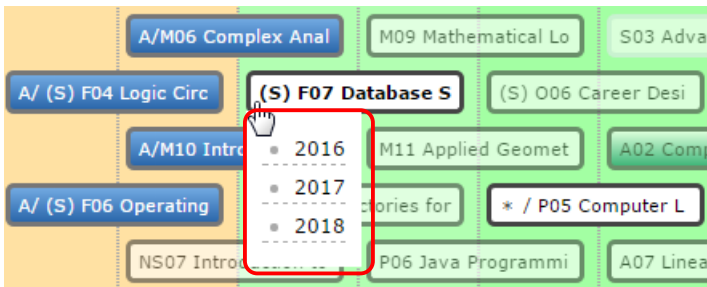 A/M06 Complex Anal M09 Mathematical Lo S03 Adva
A/ (S) F04 Logic Circ (S) F07 Database S (S) O06 Career Desi
2016
A/M10 Intro M11 Applied Geomet A02 Comp
2017
A/ (S) F06 Operating tories for * / P05 Computer L
2018
NS07 Introduction to P06 Java Programmi A07 Linea